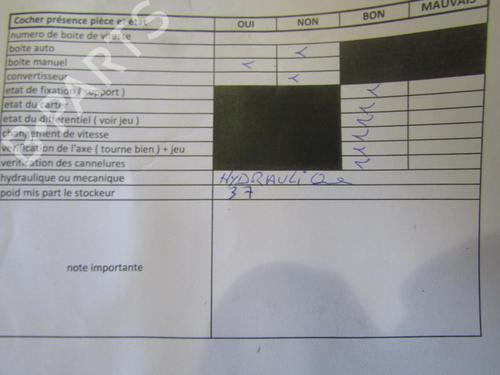 Cocher présence pièce et état OUI NON BON MAUVAIS
numero de boite de vitesse
boite auto
boite manuel
convertisseur
etat de fixation ( support )
etat du carter
etat du différentiel ( voir jeu )
changement de vitesse
verification de l'axe ( tourne bien ) + jeu
verification des cannelures
hydraulique ou mecanique HYDRAULIQue
poid mis part le stockeur 37
note importante
B-PARTS